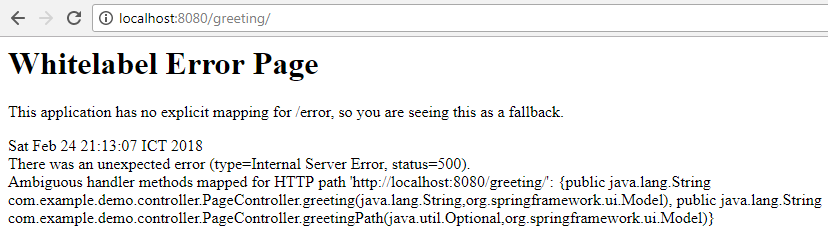 localhost:8080/greeting/
Whitelabel Error Page
This application has no explicit mapping for /error, so you are seeing this as a fallback.
Sat Feb 24 21:13:07 ICT 2018
There was an unexpected error (type=Internal Server Error, status=500).
Ambiguous handler methods mapped for HTTP path 'http://localhost:8080/greeting/': {public java.lang.String
com.example.demo.controller.PageController.greeting(java.lang.String,org.springframework.ui.Model), public java.lang.String
com.example.demo.controller.PageController.greetingPath(java.util.Optional,org.springframework.ui.Model)}